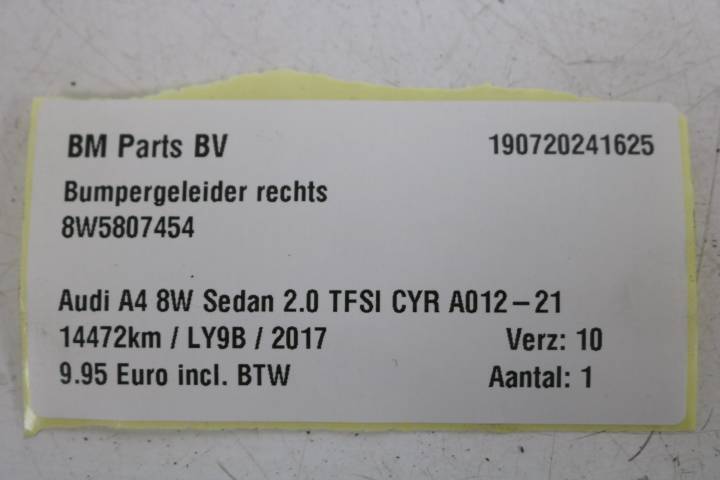 BM Parts BV 190720241625
Bumpergeleider rechts
8W5807454
Audi A4 8W Sedan 2.0 TFSI CYR A012-21
14472km / LY9B / 2017 Verz: 10
9.95 Euro incl. BTW Aantal: 1